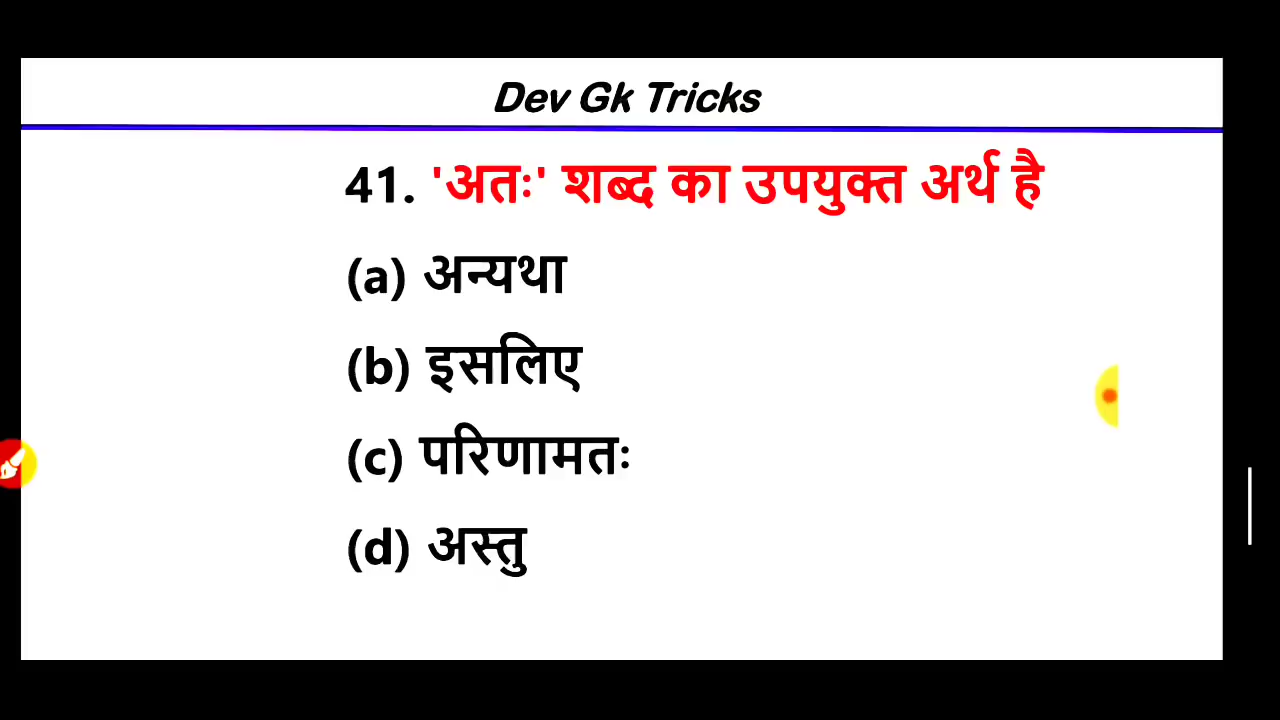 Dev Gk Tricks
41. 'अतः' शब्द का उपयुक्त अर्थ है
(a) अन्यथा
(b) इसलिए
(c) परिणामतः
(d) अस्तु